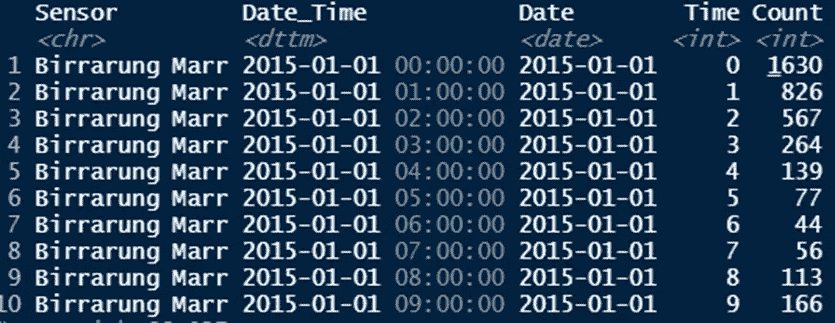 Sensor Date_Time Date Time Count
<chr> <dttm> <date> <int> <int>
1 Birrarung Marr 2015-01-01 00:00:00 2015-01-01 0 1630
2 Birrarung Marr 2015-01-01 01:00:00 2015-01-01 1 826
3 Birrarung Marr 2015-01-01 02:00:00 2015-01-01 2 567
4 Birrarung Marr 2015-01-01 03:00:00 2015-01-01 3 264
5 Birrarung Marr 2015-01-01 04:00:00 2015-01-01 4 139
6 Birrarung Marr 2015-01-01 05:00:00 2015-01-01 5 77
7 Birrarung Marr 2015-01-01 06:00:00 2015-01-01 6 44
8 Birrarung Marr 2015-01-01 07:00:00 2015-01-01 7 56
9 Birrarung Marr 2015-01-01 08:00:00 2015-01-01 8 113
10 Birrarung Marr 2015-01-01 09:00:00 2015-01-01 9 166